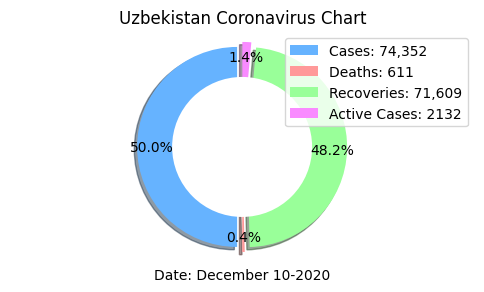 Uzbekistan Coronavirus Chart
Cases: 74,352
Deaths: 611
Recoveries: 71,609
Active Cases: 2132
1.4%
50.0%
48.2%
0.4%
Date: December 10-2020